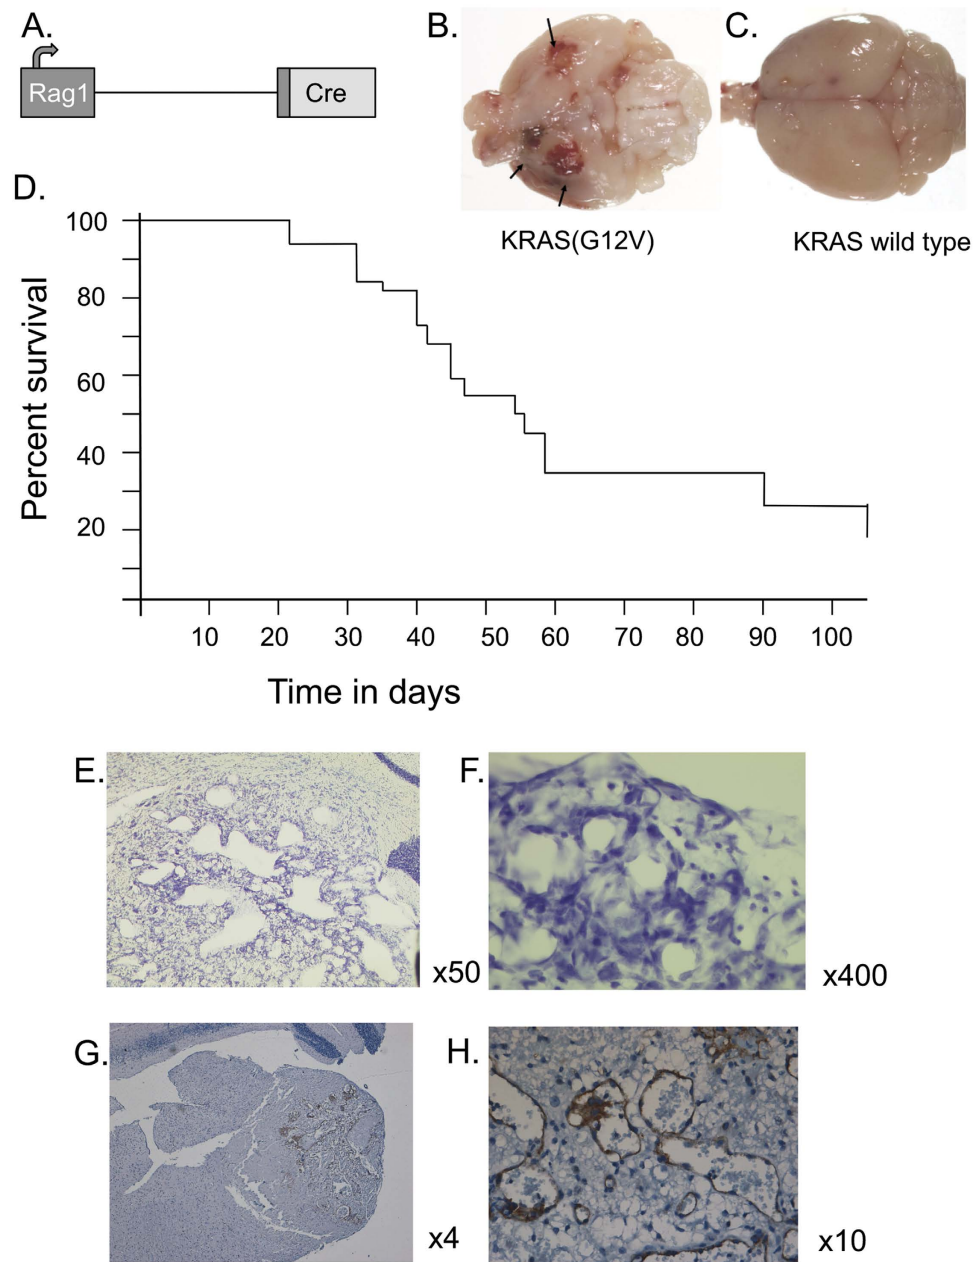 A.
Rag1
Cre
B.
C.
KRAS(G12V)
KRAS wild type
D.
Percent survival
100
80
60
40
20
10 20 30 40 50 60 70 80 90 100
Time in days
E.
x50
F.
x400
G.
x4
H.
x10